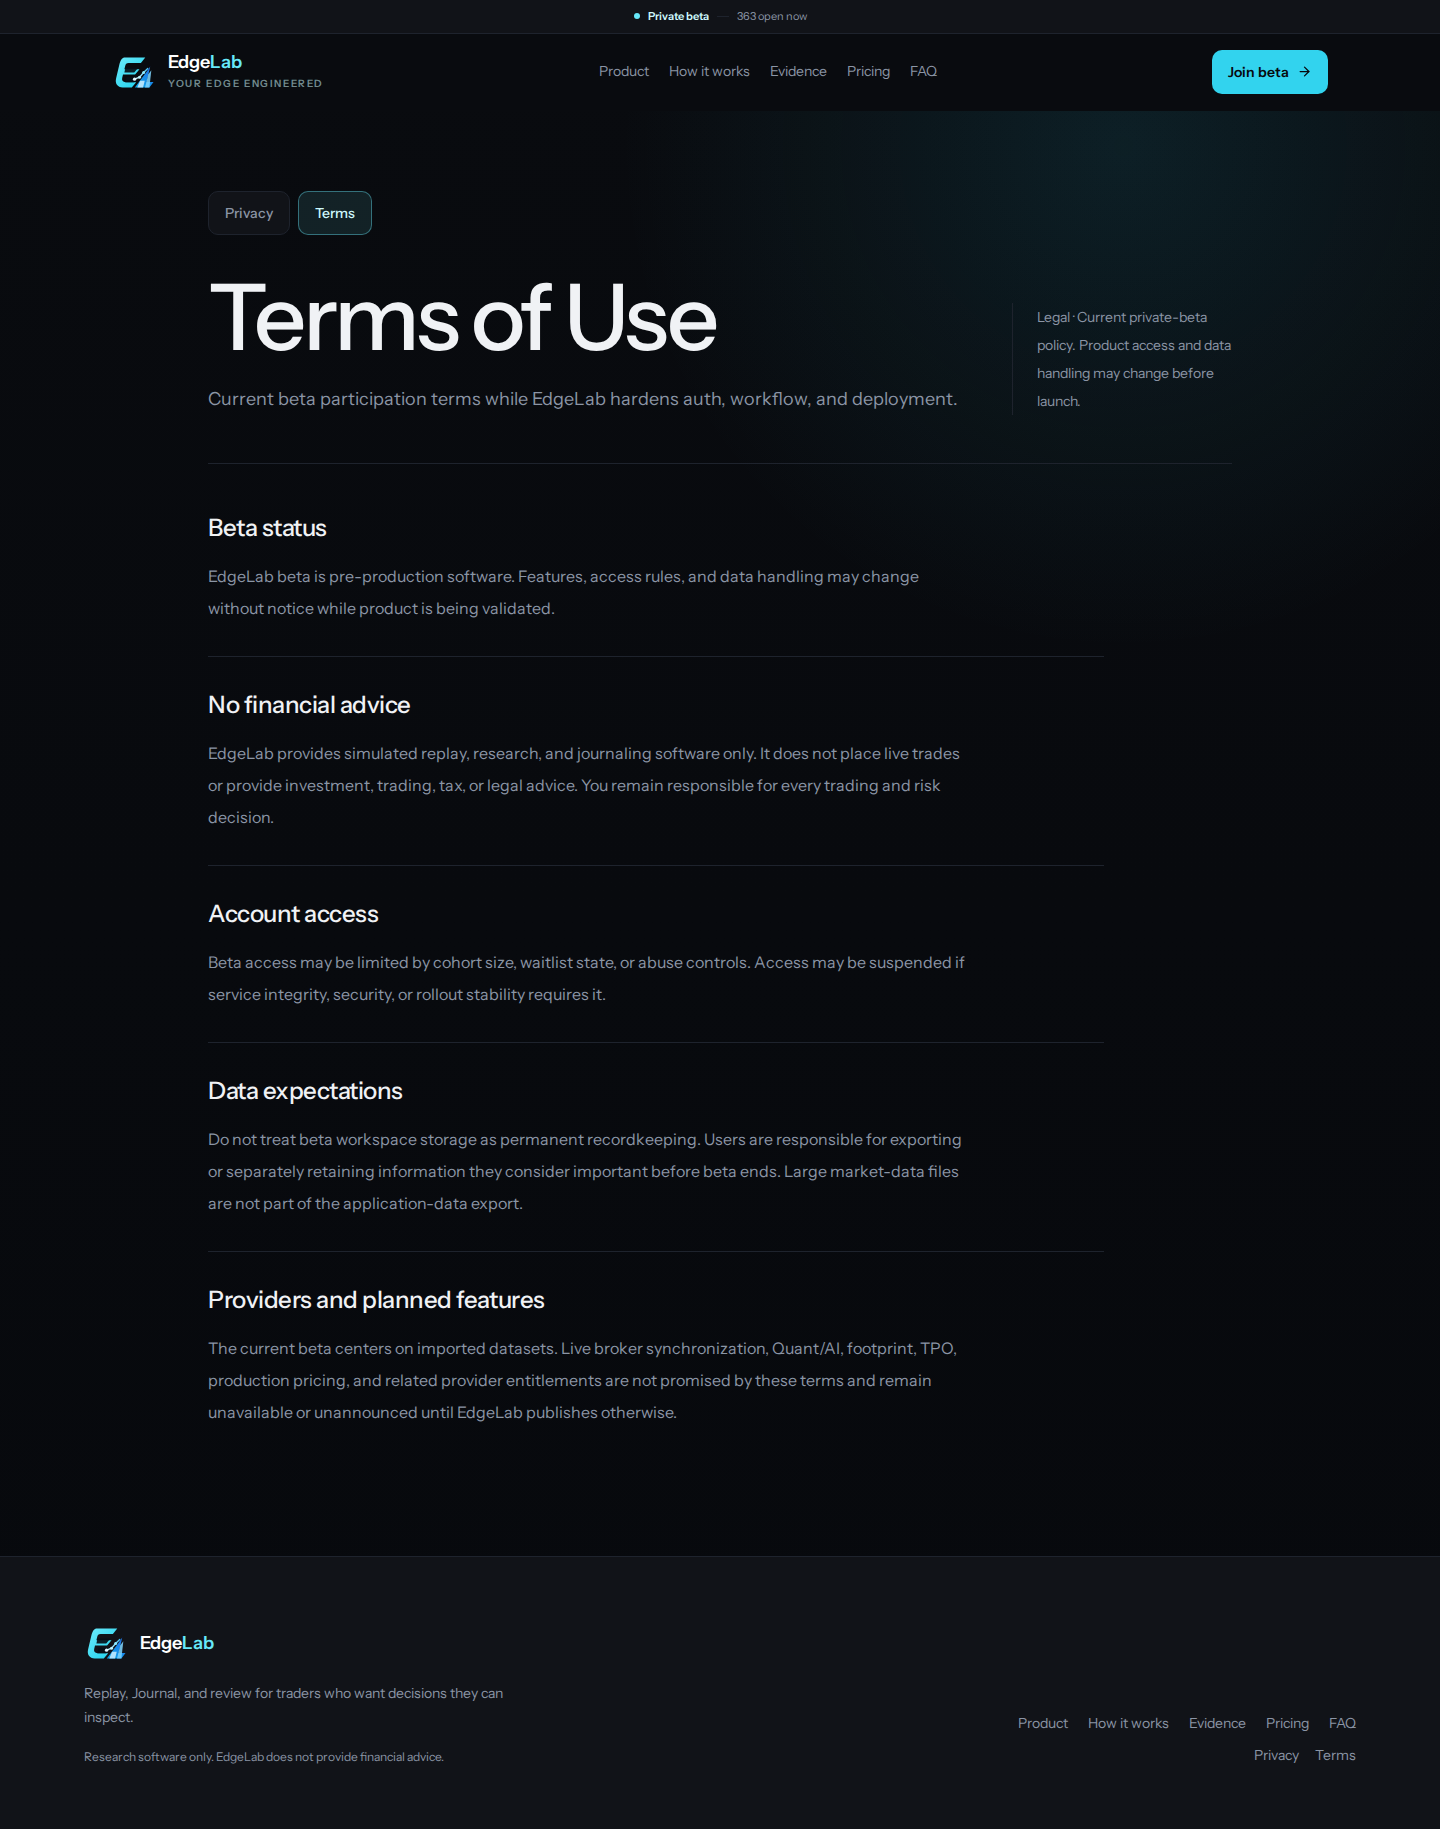 Private beta — 363 open now
EdgeLab
YOUR EDGE ENGINEERED
Product How it works Evidence Pricing FAQ
Join beta →
Privacy Terms
Terms of Use
Current beta participation terms while EdgeLab hardens auth, workflow, and deployment.
Legal · Current private-beta
policy. Product access and data
handling may change before
launch.
Beta status
EdgeLab beta is pre-production software. Features, access rules, and data handling may change
without notice while product is being validated.
No financial advice
EdgeLab provides simulated replay, research, and journaling software only. It does not place live trades
or provide investment, trading, tax, or legal advice. You remain responsible for every trading and risk
decision.
Account access
Beta access may be limited by cohort size, waitlist state, or abuse controls. Access may be suspended if
service integrity, security, or rollout stability requires it.
Data expectations
Do not treat beta workspace storage as permanent recordkeeping. Users are responsible for exporting
or separately retaining information they consider important before beta ends. Large market-data files
are not part of the application-data export.
Providers and planned features
The current beta centers on imported datasets. Live broker synchronization, Quant/AI, footprint, TPO,
production pricing, and related provider entitlements are not promised by these terms and remain
unavailable or unannounced until EdgeLab publishes otherwise.
EdgeLab
Replay, Journal, and review for traders who want decisions they can
inspect.
Research software only. EdgeLab does not provide financial advice.
Product How it works Evidence Pricing FAQ
Privacy Terms